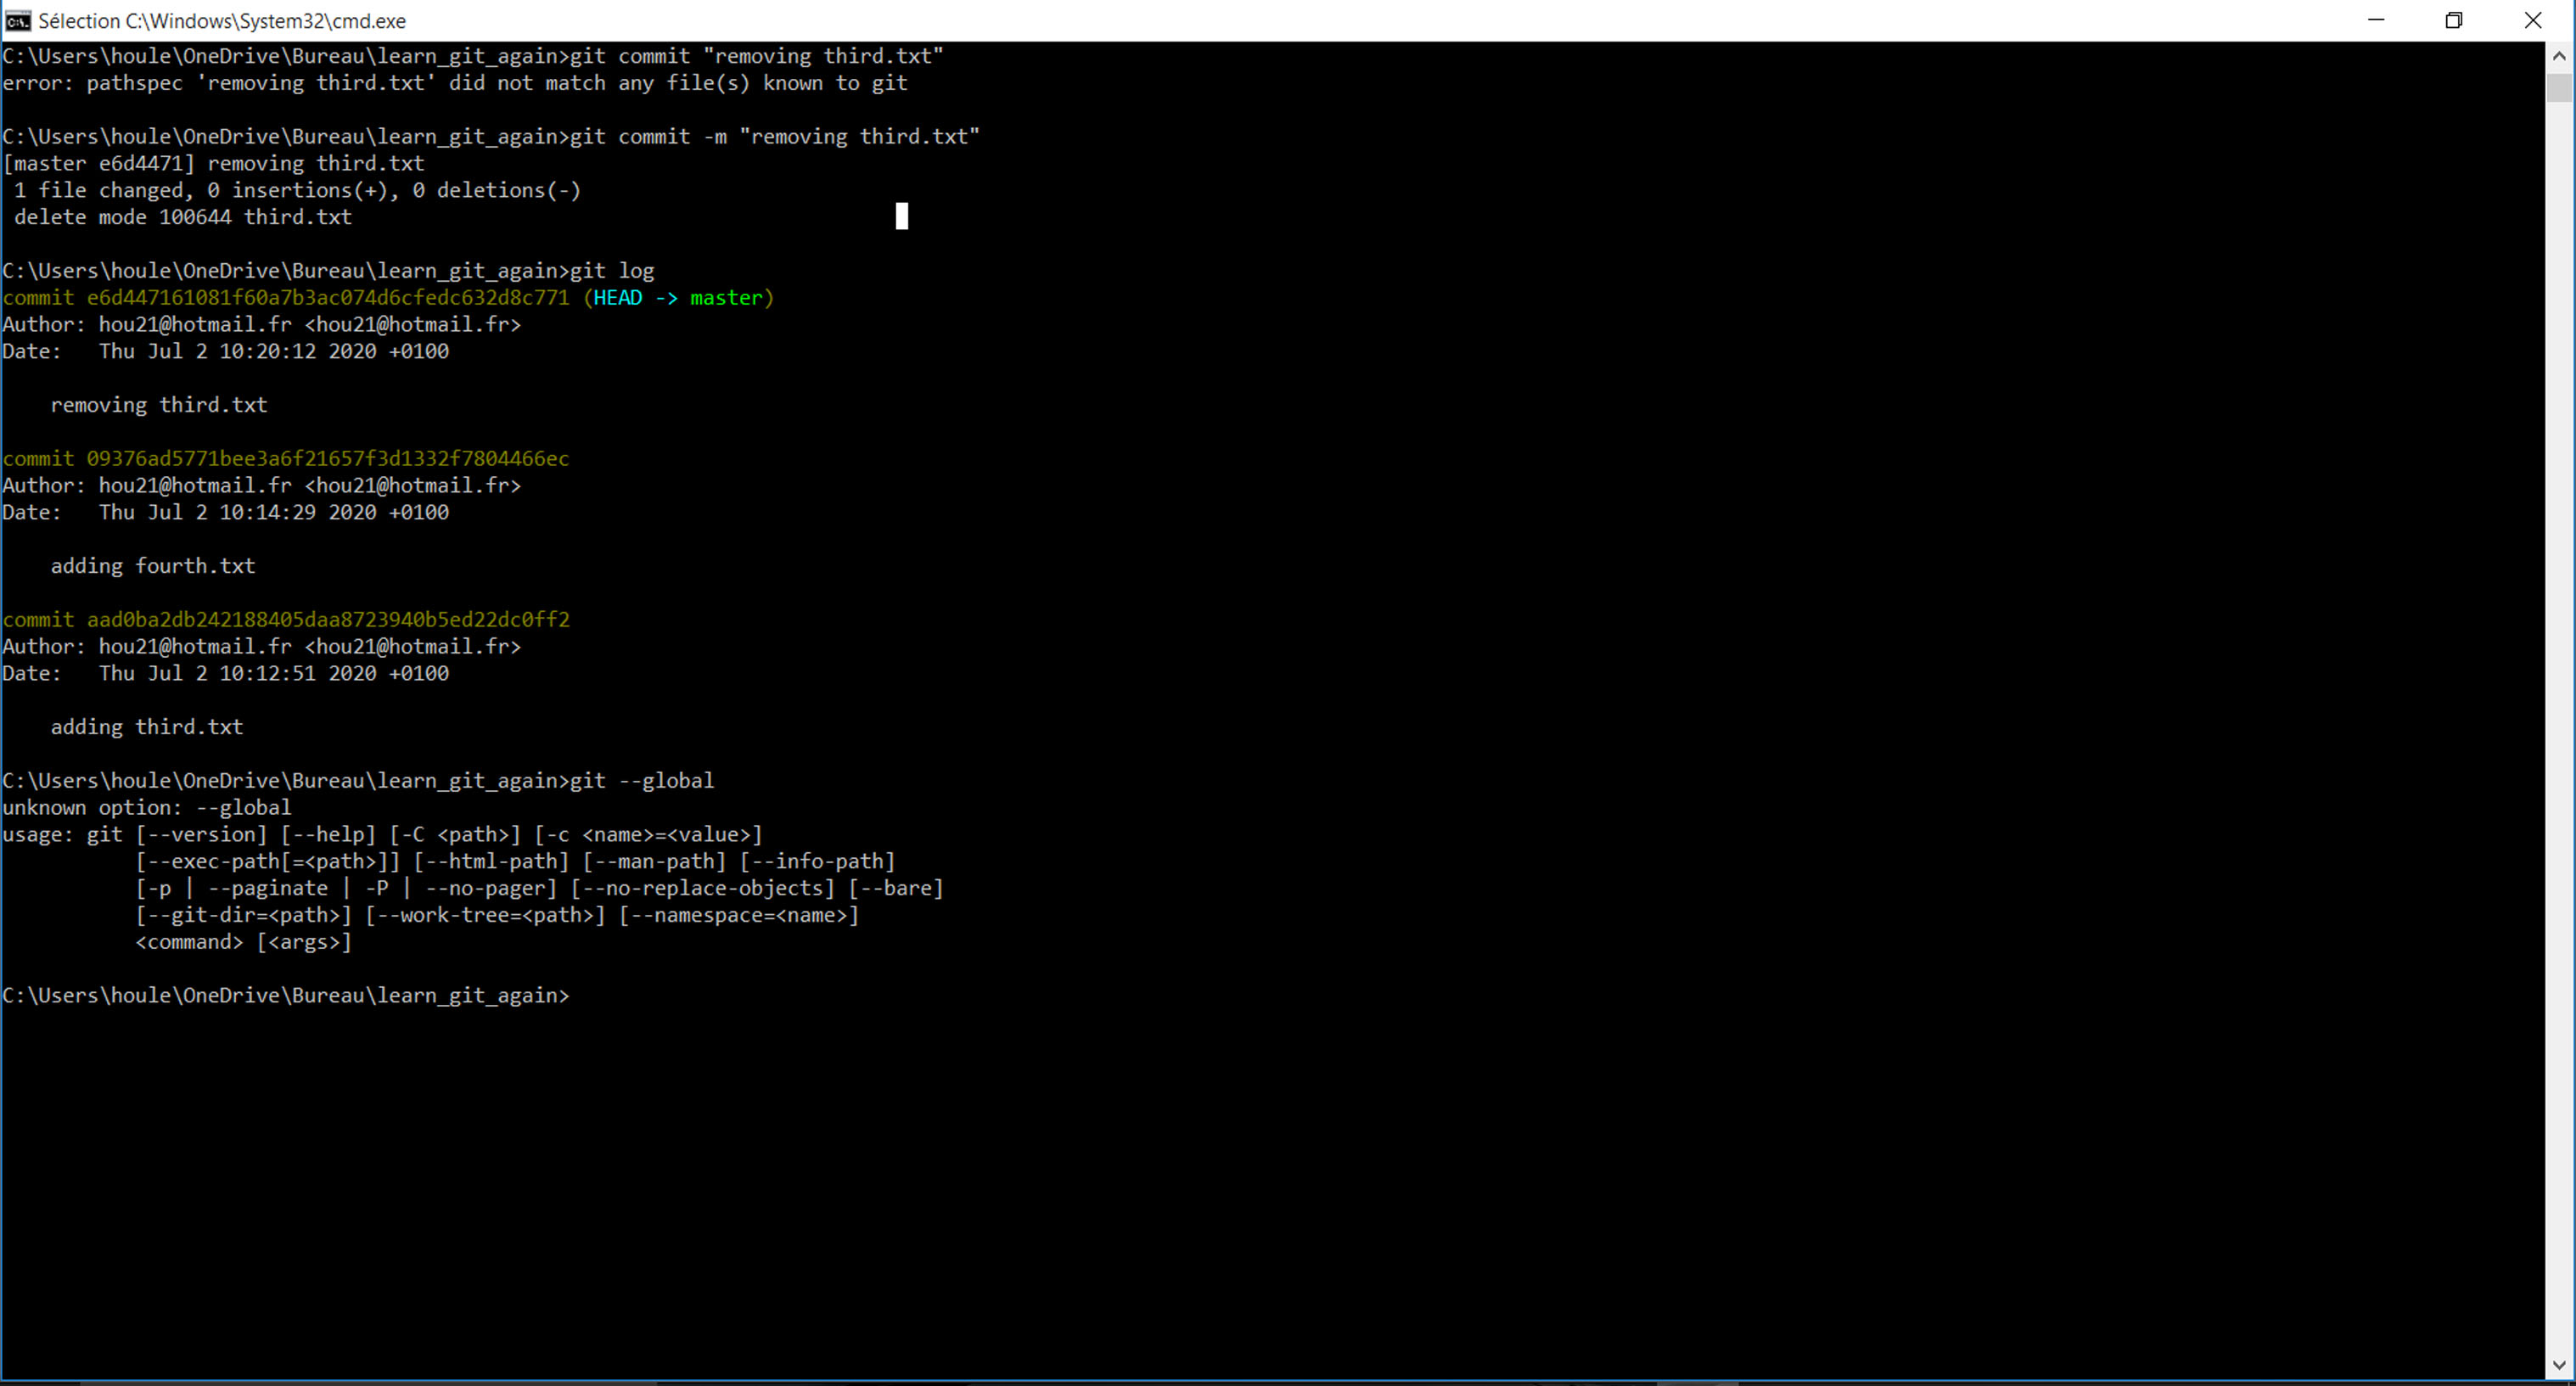 Sélection C:\Windows\System32\cmd.exe
C:\Users\houle\OneDrive\Bureau\learn_git_again>git commit "removing third.txt"
error: pathspec 'removing third.txt' did not match any file(s) known to git
C:\Users\houle\OneDrive\Bureau\learn_git_again>git commit -m "removing third.txt"
[master e6d4471] removing third.txt
 1 file changed, 0 insertions(+), 0 deletions(-)
 delete mode 100644 third.txt
C:\Users\houle\OneDrive\Bureau\learn_git_again>git log
commit e6d447161081f60a7b3ac074d6cfedc632d8c771 (HEAD -> master)
Author: hou21@hotmail.fr <hou21@hotmail.fr>
Date:   Thu Jul 2 10:20:12 2020 +0100
    removing third.txt
commit 09376ad5771bee3a6f21657f3d1332f7804466ec
Author: hou21@hotmail.fr <hou21@hotmail.fr>
Date:   Thu Jul 2 10:14:29 2020 +0100
    adding fourth.txt
commit aad0ba2db242188405daa8723940b5ed22dc0ff2
Author: hou21@hotmail.fr <hou21@hotmail.fr>
Date:   Thu Jul 2 10:12:51 2020 +0100
    adding third.txt
C:\Users\houle\OneDrive\Bureau\learn_git_again>git --global
unknown option: --global
usage: git [--version] [--help] [-C <path>] [-c <name>=<value>]
           [--exec-path[=<path>]] [--html-path] [--man-path] [--info-path]
           [-p | --paginate | -P | --no-pager] [--no-replace-objects] [--bare]
           [--git-dir=<path>] [--work-tree=<path>] [--namespace=<name>]
           <command> [<args>]
C:\Users\houle\OneDrive\Bureau\learn_git_again>